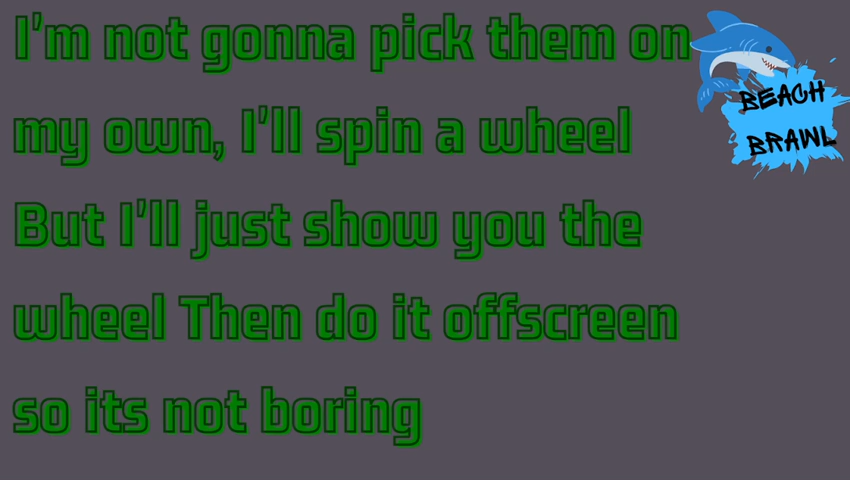 I'm not gonna pick them on
my own, I'll spin a wheel
But I'll just show you the
wheel Then do it offscreen
so its not boring
BEACH
BRAWL